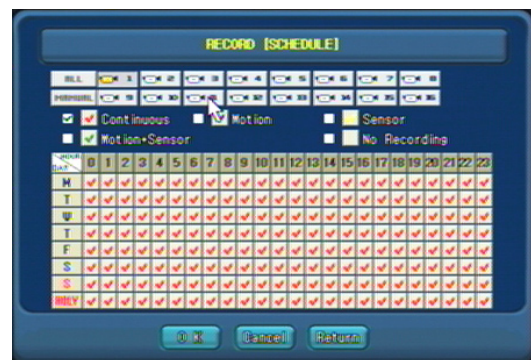 RECORD [SCHEDULE]
ALL 1 2 3 4 5 6 7 8
MANUAL 9 10 12 13 14 15 16
Continuous Motion Sensor
Motion+Sensor No Recording
HOUR 0 1 2 3 4 5 6 7 8 9 10 11 12 13 14 15 16 17 18 19 20 21 22 23
DAY
M
T
W
T
F
S
S
HOLY
OK Cancel Return